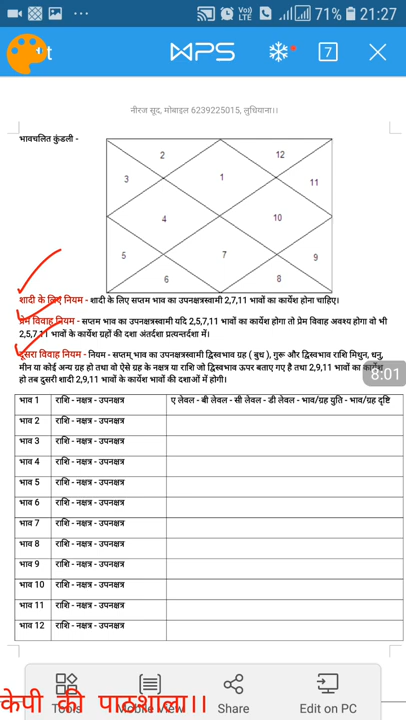 71% 21:27
t WPS 7
नीरज सूद, मोबाइल 6239225015, लुधियाना।।
भावचलित कुंडली -
2 12
3 1 11
4 10
5 7 9
6 8
शादी के लिए नियम - शादी के लिए सप्तम भाव का उपनक्षत्रस्वामी 2,7,11 भावों का कार्येश होना चाहिए।
प्रेम विवाह नियम - सप्तम भाव का उपनक्षत्रस्वामी यदि 2,5,7,11 भावों का कार्येश होगा तो प्रेम विवाह अवश्य होगा वो भी
2,5,7,11 भावों के कार्येश ग्रहों की दशा अंतर्दशा प्रत्यन्तर्दशा में।
दूसरा विवाह नियम - नियम - सप्तम् भाव का उपनक्षत्रस्वामी द्विस्वभाव ग्रह ( बुध ), गुरू और द्विस्वभाव राशि मिथुन, धनु,
मीन या कोई अन्य ग्रह हो तथा वो ऐसे ग्रह के नक्षत्र या राशि जो द्विस्वभाव ऊपर बताए गए है तथा 2,9,11 भावों का कार्येश
हो तब दुसरी शादी 2,9,11 भावों के कार्येश भावों की दशाओं में होगी।
8:01
भाव 1 राशि - नक्षत्र - उपनक्षत्र ए लेवल - बी लेवल - सी लेवल - डी लेवल - भाव/ग्रह युति - भाव/ग्रह दृष्टि
भाव 2 राशि - नक्षत्र - उपनक्षत्र
भाव 3 राशि - नक्षत्र - उपनक्षत्र
भाव 4 राशि - नक्षत्र - उपनक्षत्र
भाव 5 राशि - नक्षत्र - उपनक्षत्र
भाव 6 राशि - नक्षत्र - उपनक्षत्र
भाव 7 राशि - नक्षत्र - उपनक्षत्र
भाव 8 राशि - नक्षत्र - उपनक्षत्र
भाव 9 राशि - नक्षत्र - उपनक्षत्र
भाव 10 राशि - नक्षत्र - उपनक्षत्र
भाव 11 राशि - नक्षत्र - उपनक्षत्र
भाव 12 राशि - नक्षत्र - उपनक्षत्र
केपी की पाठशाला।।
Tools Mobile View Share Edit on PC